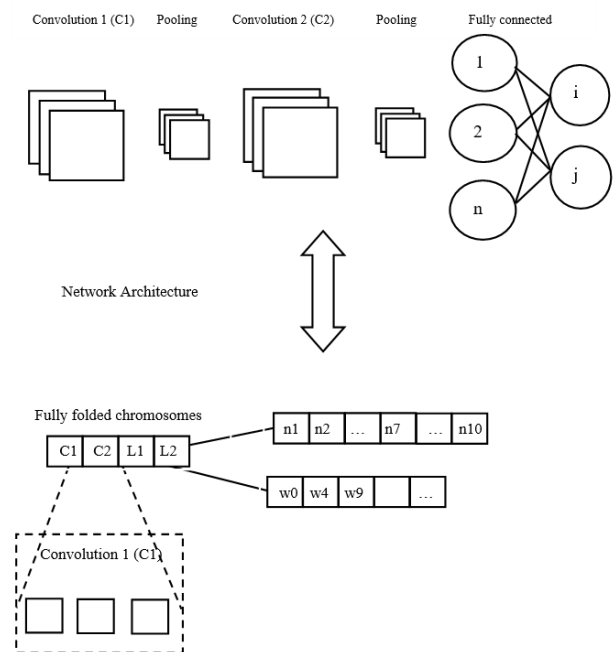 Convolution 1 (C1) Pooling Convolution 2 (C2) Pooling Fully connected
1
i
2
j
n
Network Architecture
Fully folded chromosomes
C1 C2 L1 L2
n1 n2 ... n7 ... n10
w0 w4 w9 ...
Convolution 1 (C1)